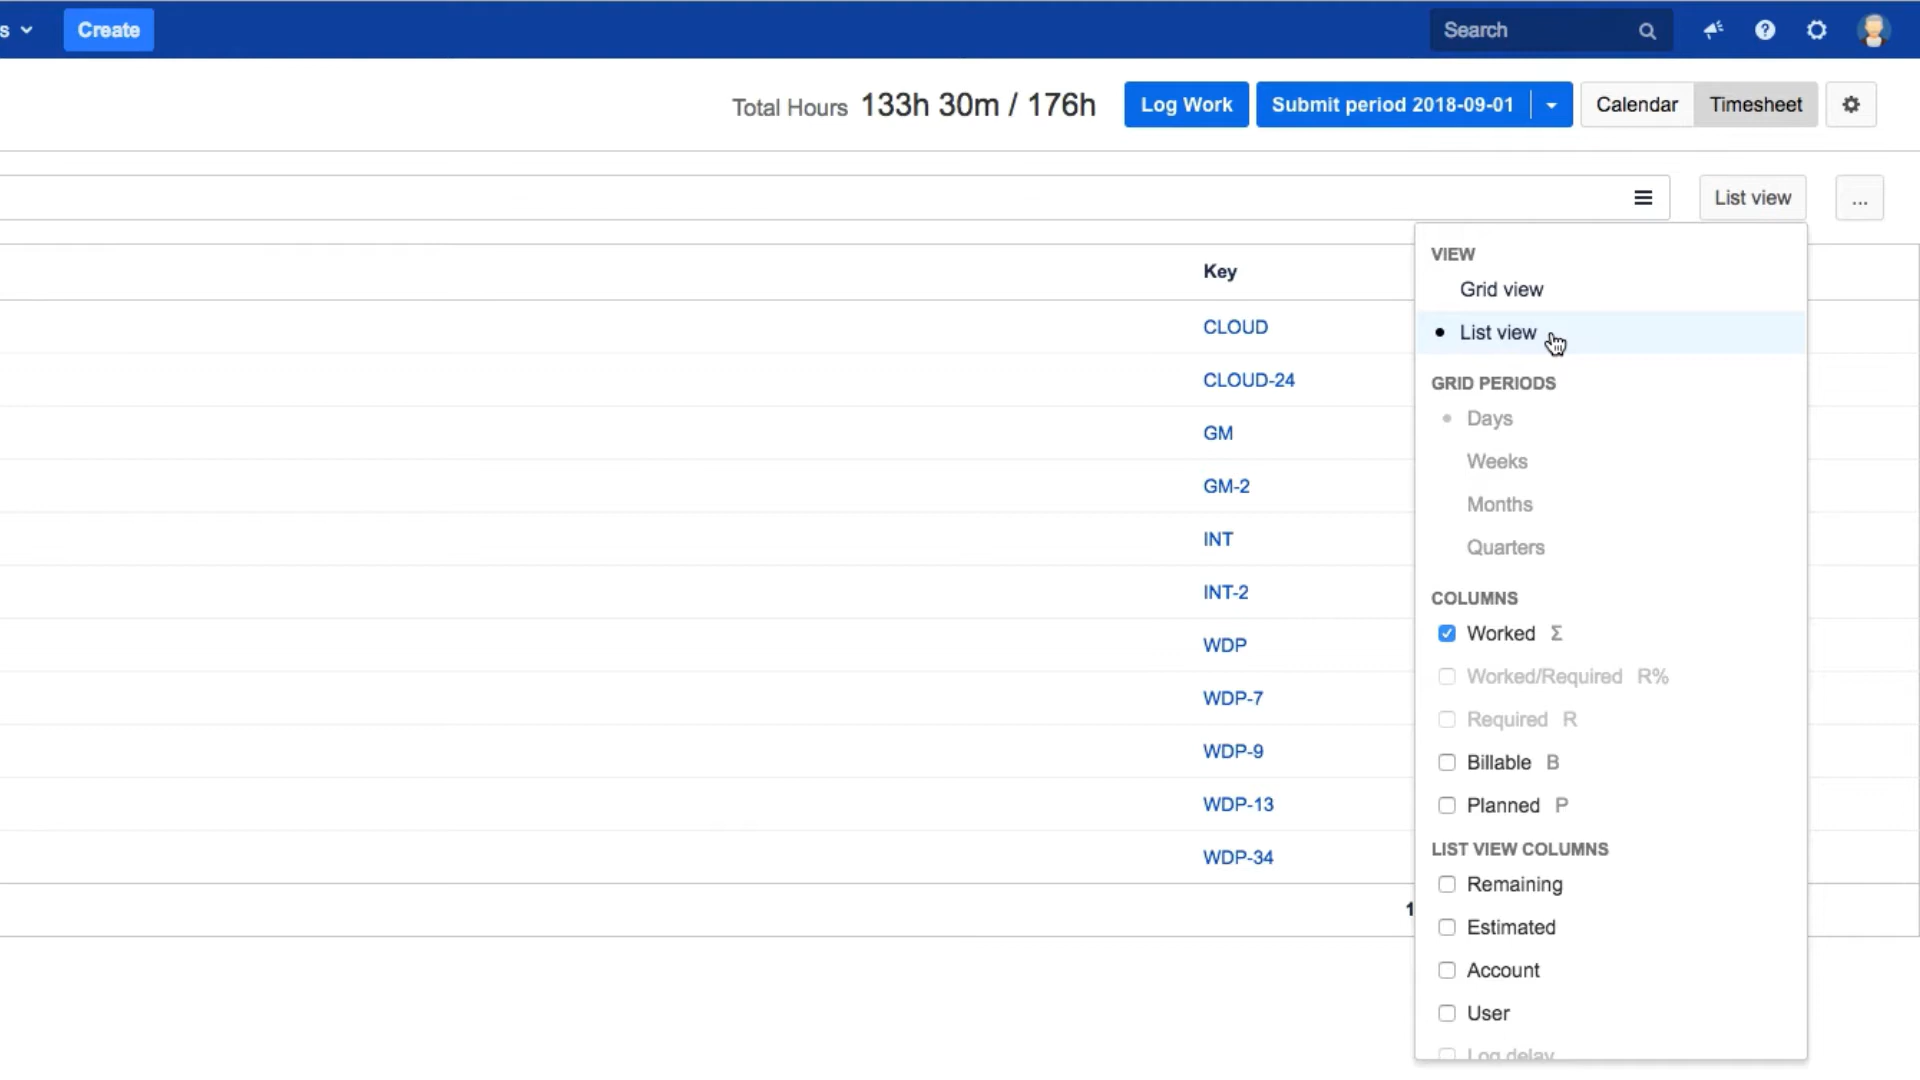 s
Create
Search
Total Hours 133h 30m / 176h
Log Work
Submit period 2018-09-01
Calendar
Timesheet
List view
...
Key
CLOUD
CLOUD-24
GM
GM-2
INT
INT-2
WDP
WDP-7
WDP-9
WDP-13
WDP-34
1
VIEW
Grid view
List view
GRID PERIODS
Days
Weeks
Months
Quarters
COLUMNS
Worked Σ
Worked/Required R%
Required R
Billable B
Planned P
LIST VIEW COLUMNS
Remaining
Estimated
Account
User
Log delay